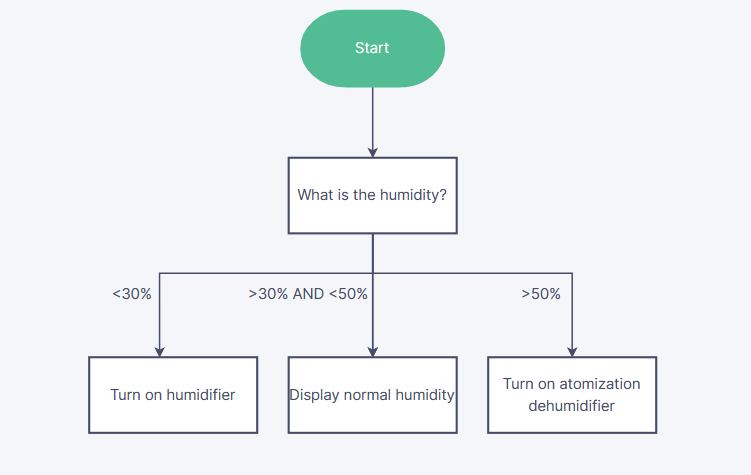 Start
What is the humidity?
<30%
>30% AND <50%
>50%
Turn on humidifier
Display normal humidity
Turn on atomization
dehumidifier